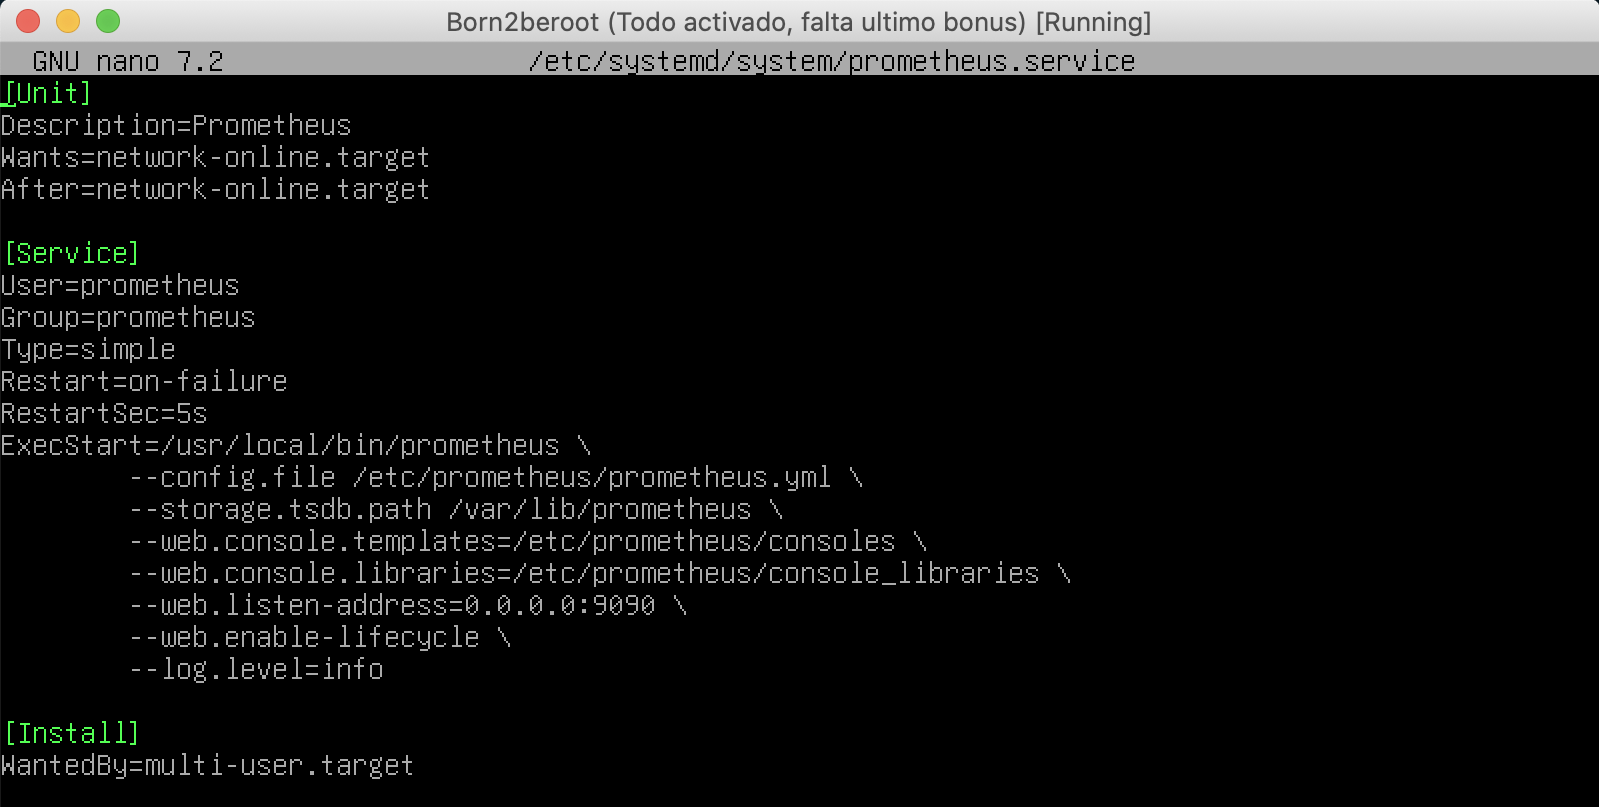 Born2beroot (Todo activado, falta ultimo bonus) [Running]
GNU nano 7.2 /etc/systemd/system/prometheus.service
[Unit]
Description=Prometheus
Wants=network-online.target
After=network-online.target
[Service]
User=prometheus
Group=prometheus
Type=simple
Restart=on-failure
RestartSec=5s
ExecStart=/usr/local/bin/prometheus \
--config.file /etc/prometheus/prometheus.yml \
--storage.tsdb.path /var/lib/prometheus \
--web.console.templates=/etc/prometheus/consoles \
--web.console.libraries=/etc/prometheus/console_libraries \
--web.listen-address=0.0.0.0:9090 \
--web.enable-lifecycle \
--log.level=info
[Install]
WantedBy=multi-user.target